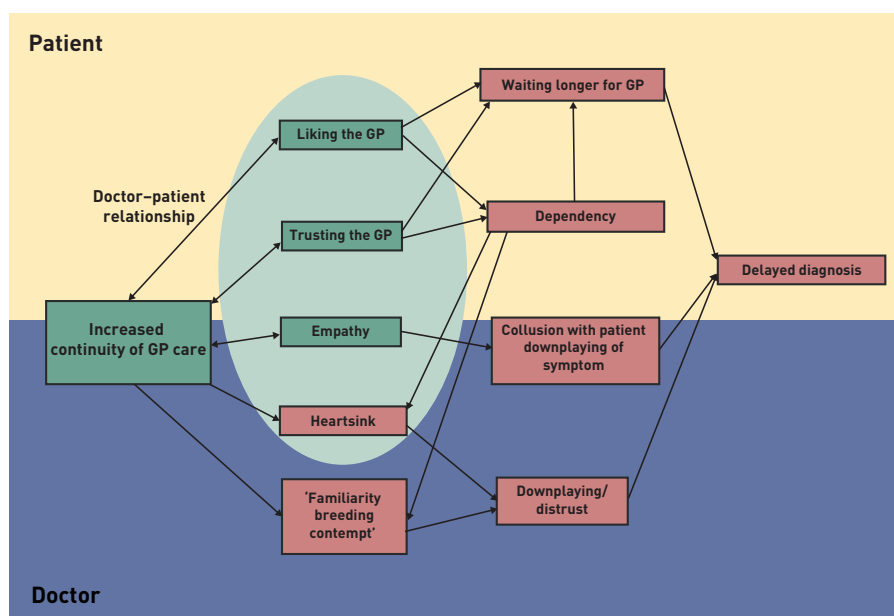 Patient
Waiting longer for GP
Liking the GP
Doctor–patient
relationship
Dependency
Trusting the GP
Delayed diagnosis
Increased
continuity of GP care
Empathy
Collusion with patient
downplaying of
symptom
Heartsink
'Familiarity
breeding
contempt'
Downplaying/
distrust
Doctor